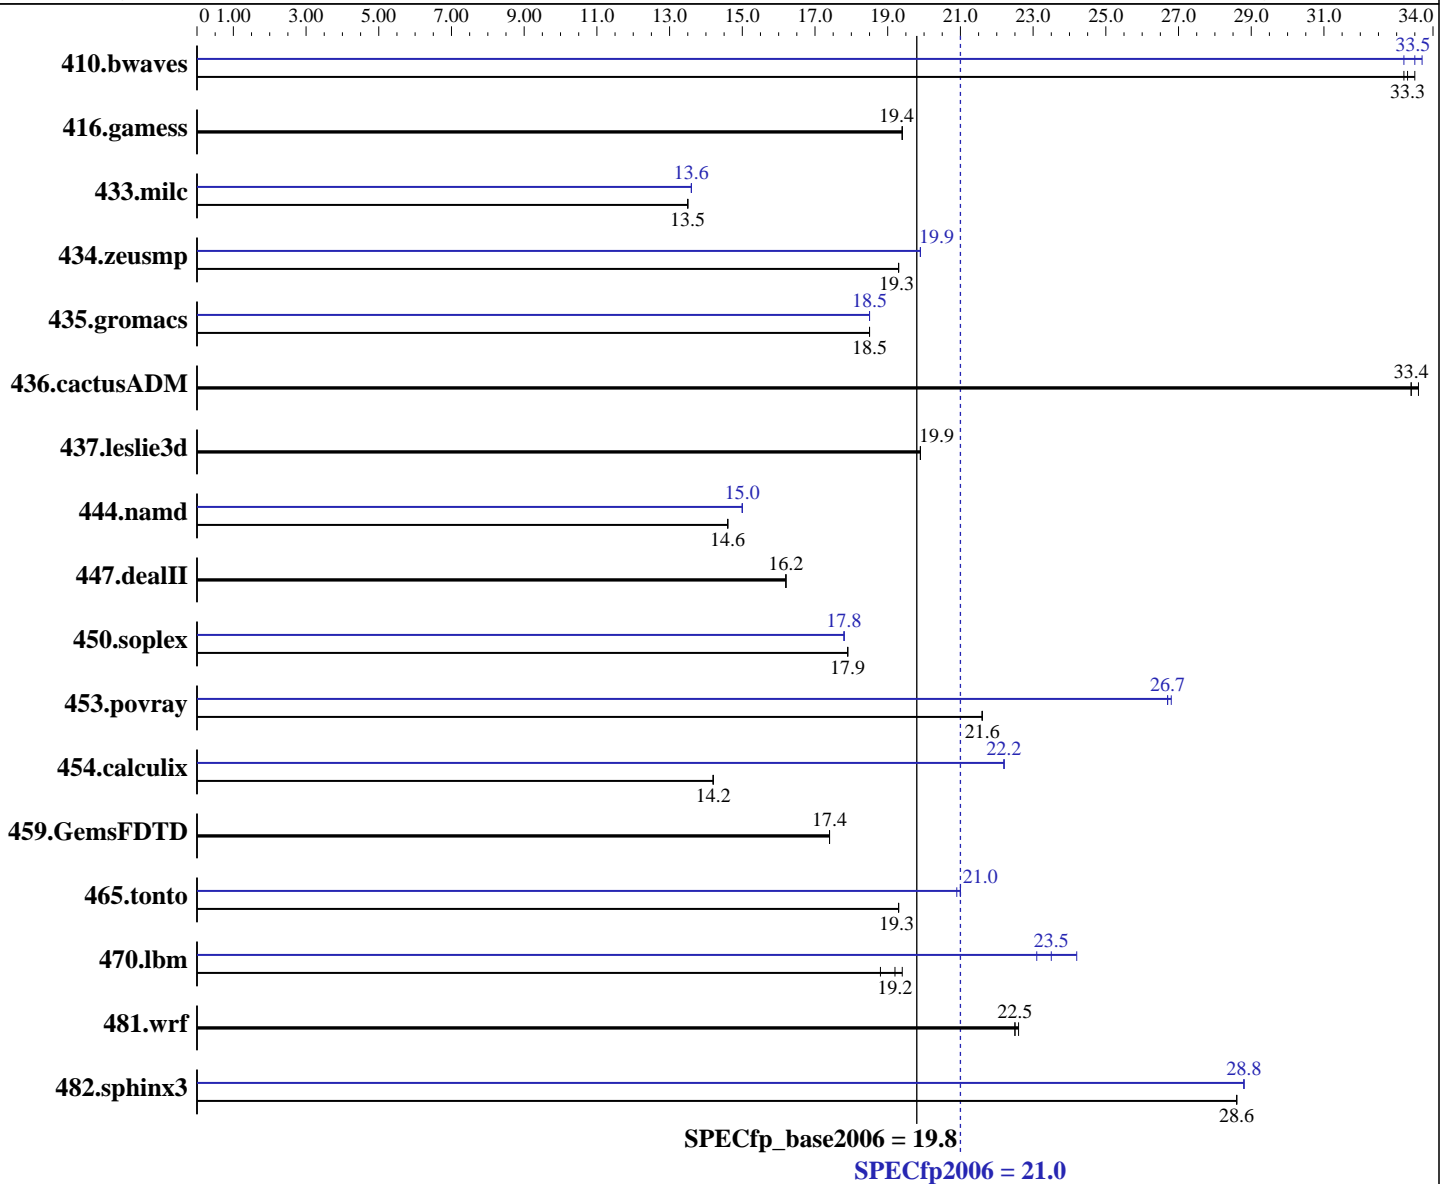 0 1.00 3.00 5.00 7.00 9.00 11.0 13.0 15.0 17.0 19.0 21.0 23.0 25.0 27.0 29.0 31.0 34.0
33.5
410.bwaves
33.3
19.4
416.gamess
13.6
433.milc
13.5
19.9
434.zeusmp
19.3
18.5
435.gromacs
18.5
33.4
436.cactusADM
19.9
437.leslie3d
15.0
444.namd
14.6
16.2
447.dealII
17.8
450.soplex
17.9
26.7
453.povray
21.6
22.2
454.calculix
14.2
17.4
459.GemsFDTD
21.0
465.tonto
19.3
23.5
470.lbm
19.2
22.5
481.wrf
28.8
482.sphinx3
28.6
SPECfp_base2006 = 19.8
SPECfp2006 = 21.0